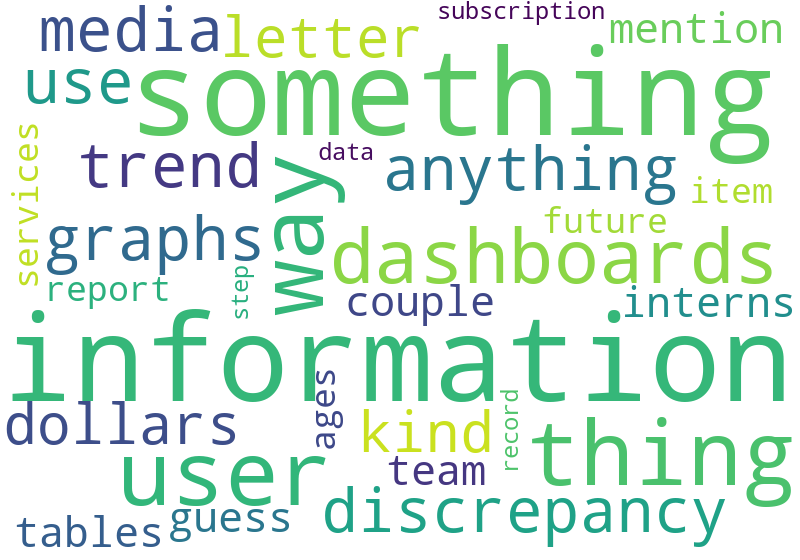 subscription
media
letter
mention
use
something
services
trend
data
way
anything
item
graphs
future
dashboards
report
step
couple
interns
information
dollars
ages
kind
record
thing
user
team
tables
guess
discrepancy